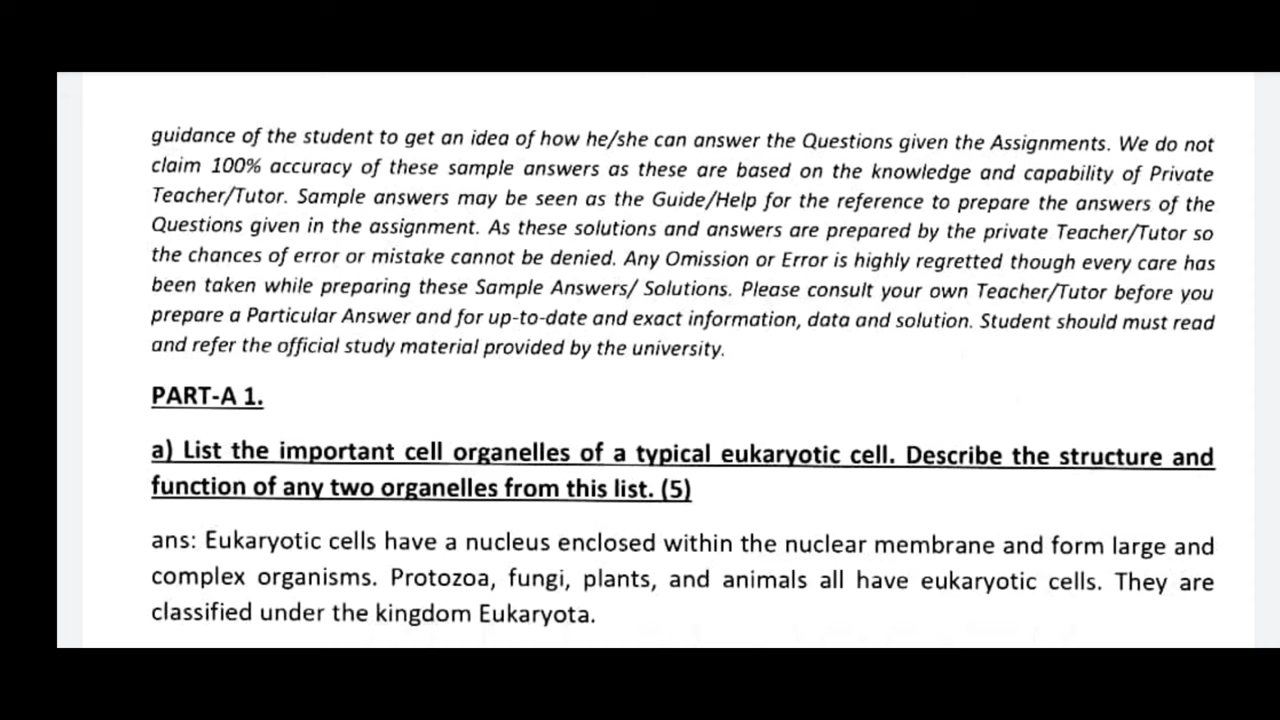 guidance of the student to get an idea of how he/she can answer the Questions given the Assignments. We do not
claim 100% accuracy of these sample answers as these are based on the knowledge and capability of Private
Teacher/Tutor. Sample answers may be seen as the Guide/Help for the reference to prepare the answers of the
Questions given in the assignment. As these solutions and answers are prepared by the private Teacher/Tutor so
the chances of error or mistake cannot be denied. Any Omission or Error is highly regretted though every care has
been taken while preparing these Sample Answers/ Solutions. Please consult your own Teacher/Tutor before you
prepare a Particular Answer and for up-to-date and exact information, data and solution. Student should must read
and refer the official study material provided by the university.
PART-A 1.
a) List the important cell organelles of a typical eukaryotic cell. Describe the structure and
function of any two organelles from this list. (5)
ans: Eukaryotic cells have a nucleus enclosed within the nuclear membrane and form large and
complex organisms. Protozoa, fungi, plants, and animals all have eukaryotic cells. They are
classified under the kingdom Eukaryota.